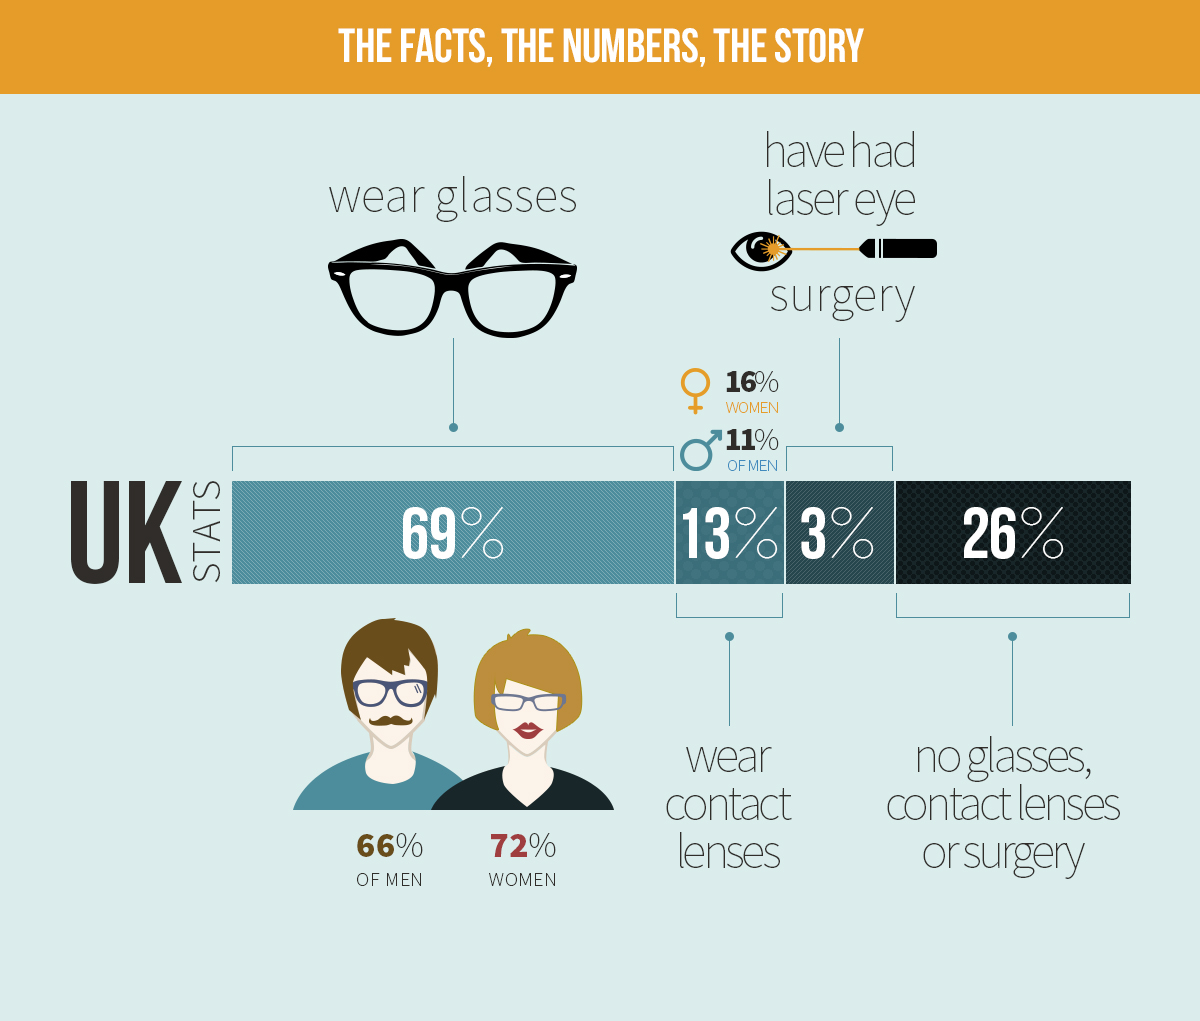 THE FACTS, THE NUMBERS, THE STORY
wear glasses
have had
laser eye
surgery
16%
WOMEN
11%
OF MEN
UK
STATS
69%
13%
3%
26%
66%
OF MEN
72%
WOMEN
wear
contact
lenses
no glasses,
contact lenses
or surgery